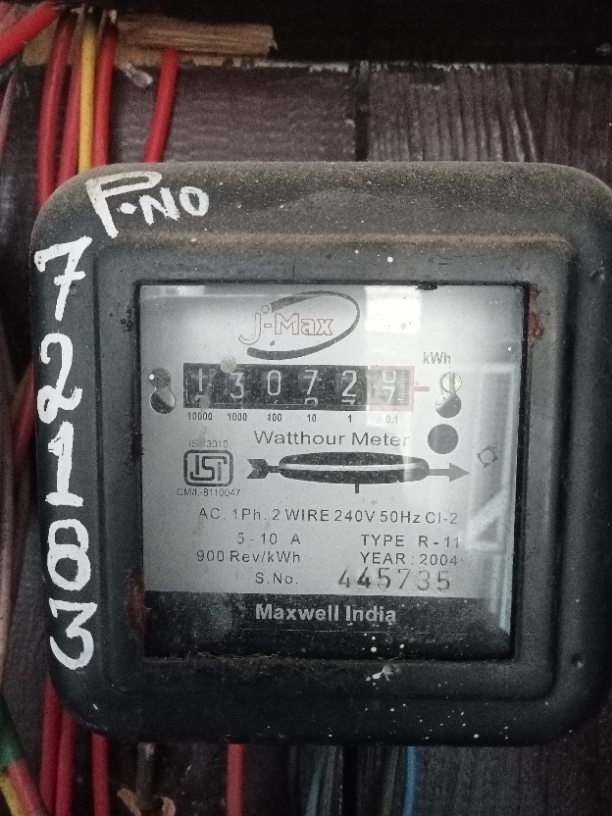 P.NO
72183
J-Max
kWh
1 3 0 7 2
10000 1000 100 10 1 0.1
Watthour Meter
IS:13010
ISI
CM/L-8110047
AC. 1Ph. 2 WIRE 240V 50Hz Cl-2
5-10 A TYPE R-11
900 Rev/kWh YEAR : 2004
S.No. 445735
Maxwell India